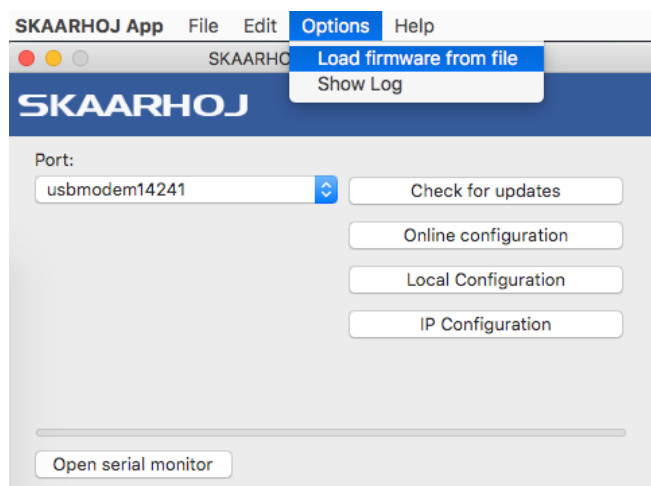 SKAARHOJ App File Edit Options Help
SKAARHO
Load firmware from file
Show Log
SKAARHOJ
Port:
usbmodem14241
Check for updates
Online configuration
Local Configuration
IP Configuration
Open serial monitor